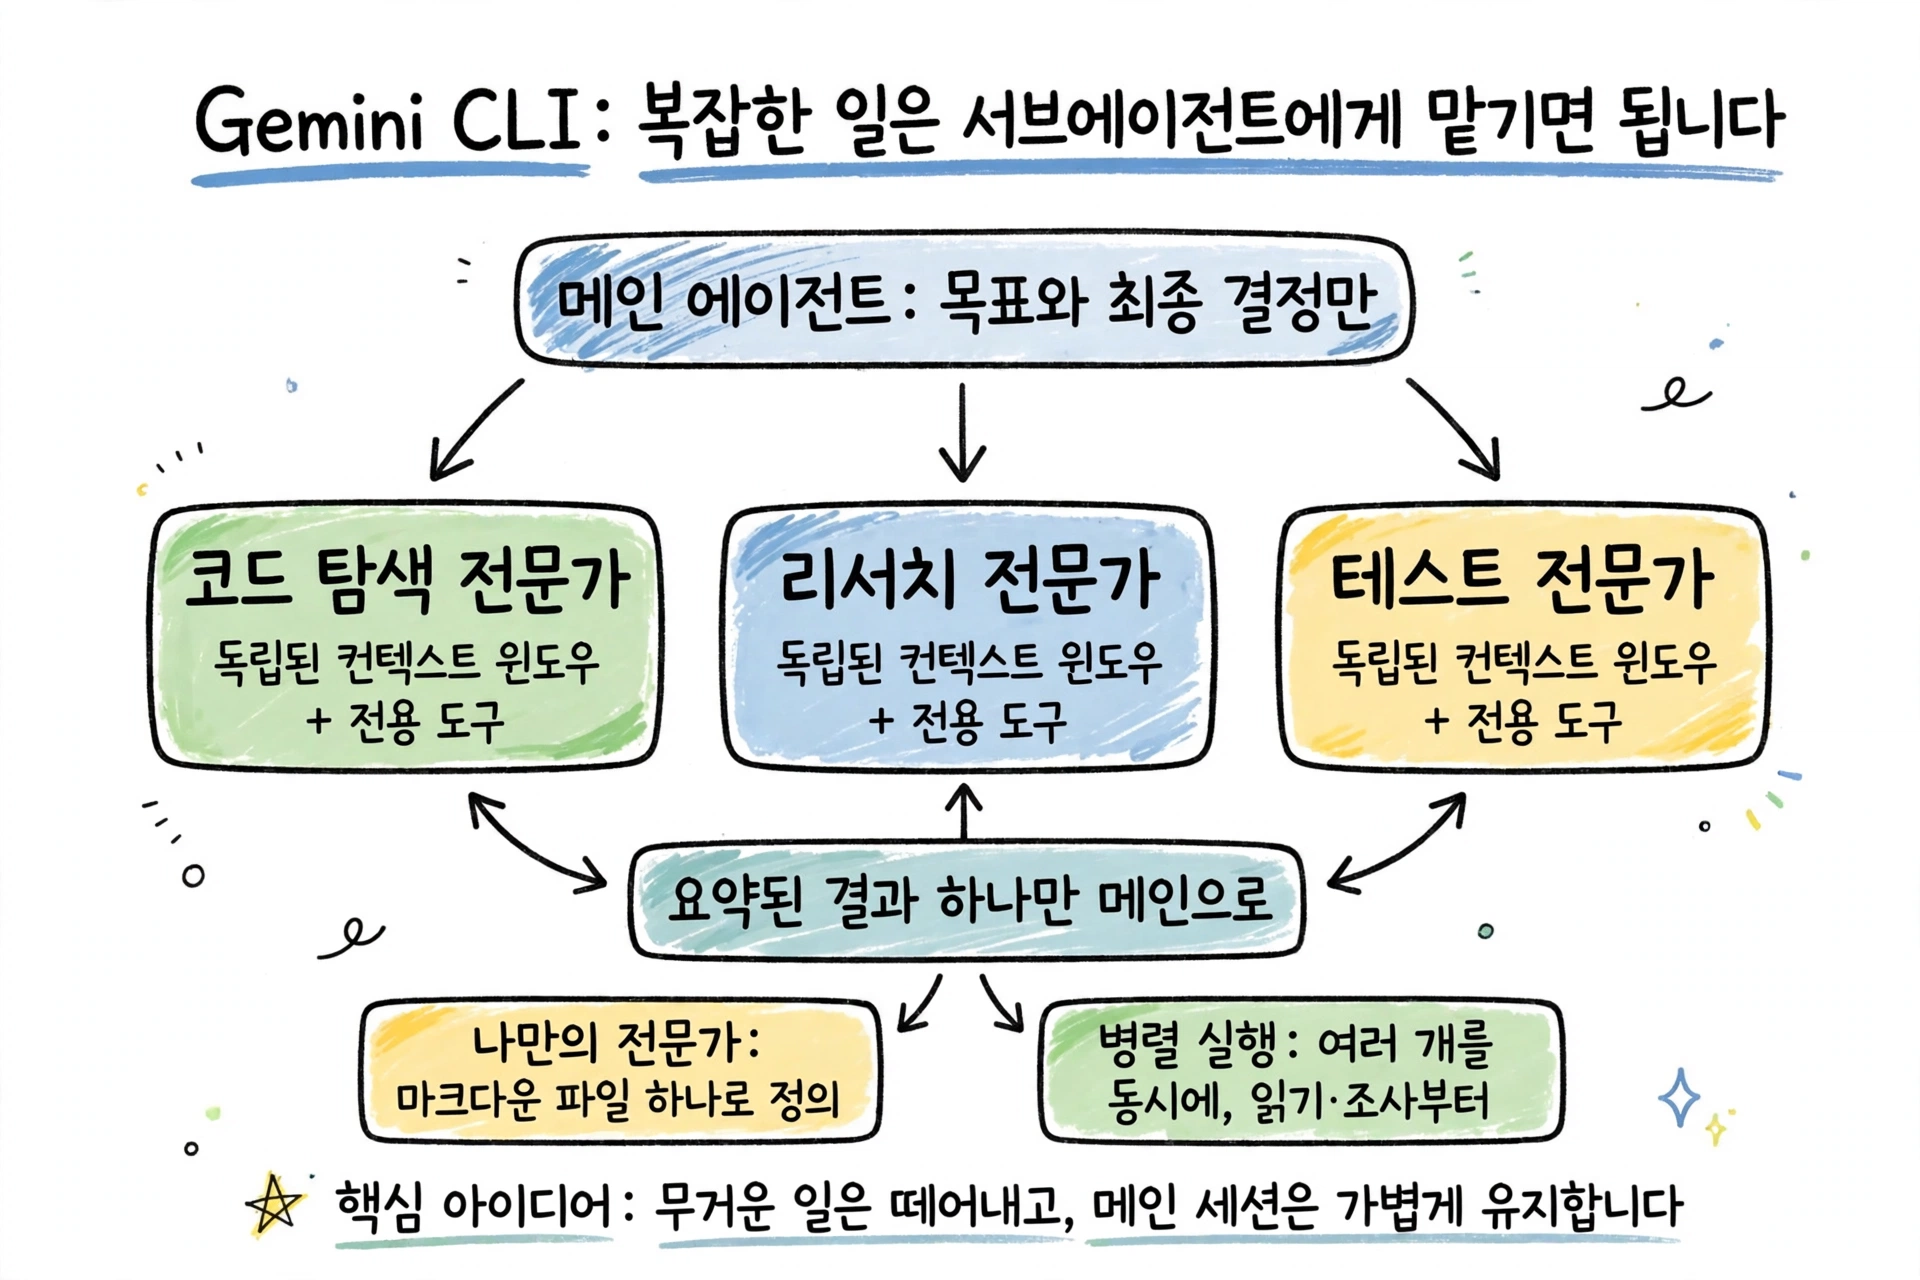 Gemini CLI: 복잡한 일은 서브에이전트에게 맡기면 됩니다
메인 에이전트: 목표와 최종 결정만
코드 탐색 전문가
독립된 컨텍스트 윈도우
+ 전용 도구
리서치 전문가
독립된 컨텍스트 윈도우
+ 전용 도구
테스트 전문가
독립된 컨텍스트 윈도우
+ 전용 도구
요약된 결과 하나만 메인으로
나만의 전문가:
마크다운 파일 하나로 정의
병렬 실행: 여러 개를
동시에, 읽기·조사부터
핵심 아이디어: 무거운 일은 떼어내고, 메인 세션은 가볍게 유지합니다